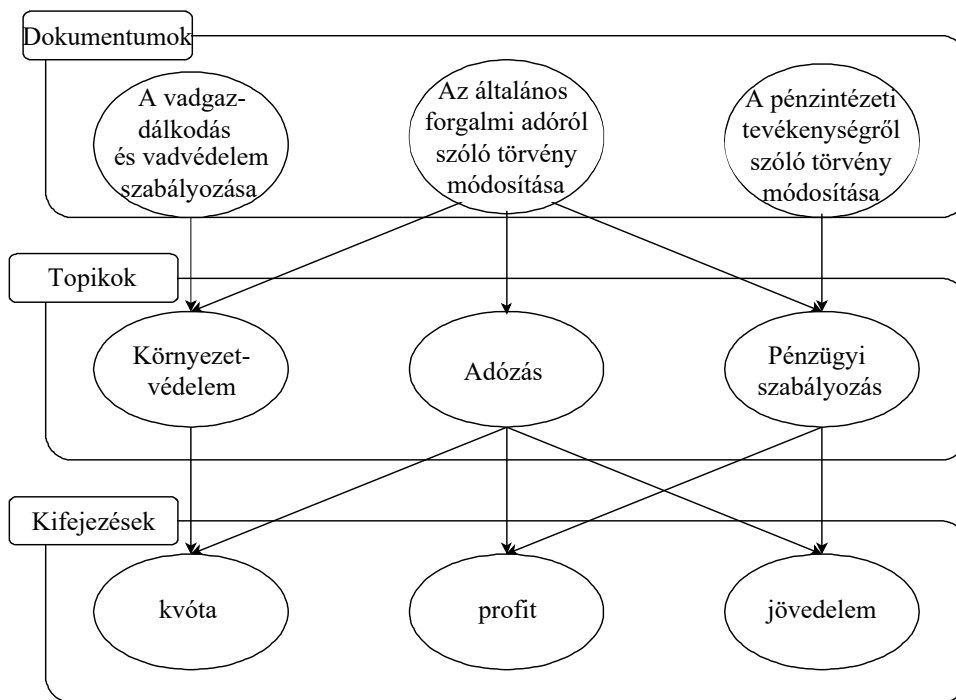 Dokumentumok
A vadgaz-
dálkodás
és vadvédelem
szabályozása
Az általános
forgalmi adóról
szóló törvény
módosítása
A pénzintézeti
tevékenységről
szóló törvény
módosítása
Topikok
Környezet-
védelem
Adózás
Pénzügyi
szabályozás
Kifejezések
kvóta
profit
jövedelem